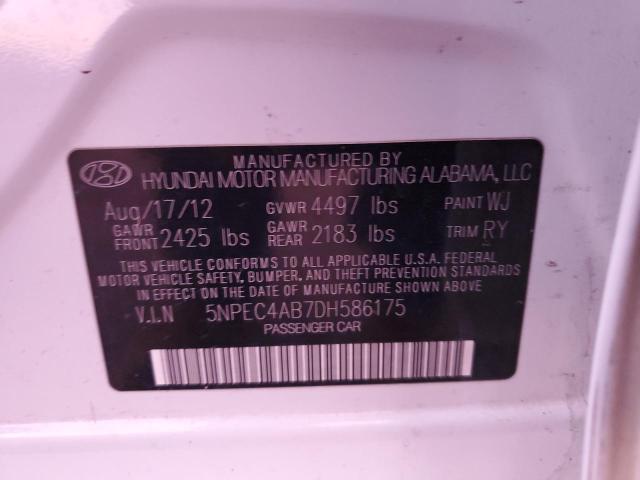 MANUFACTURED BY
HYUNDAI MOTOR MANUFACTURING ALABAMA, LLC
Aug/17/12 GVWR 4497 lbs PAINT WJ
GAWR FRONT 2425 lbs GAWR REAR 2183 lbs TRIM RY
THIS VEHICLE CONFORMS TO ALL APPLICABLE U.S.A. FEDERAL
MOTOR VEHICLE SAFETY, BUMPER, AND THEFT PREVENTION STANDARDS
IN EFFECT ON THE DATE OF MANUFACTURE SHOWN ABOVE
V.I.N 5NPEC4AB7DH586175
PASSENGER CAR